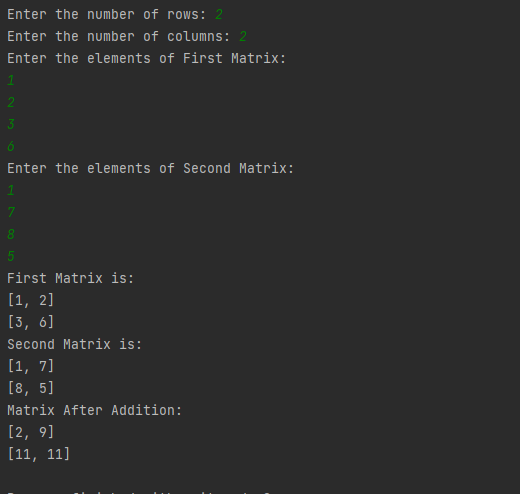 Enter the number of rows: 2
Enter the number of columns: 2
Enter the elements of First Matrix:
1
2
3
6
Enter the elements of Second Matrix:
1
7
8
5
First Matrix is:
[1, 2]
[3, 6]
Second Matrix is:
[1, 7]
[8, 5]
Matrix After Addition:
[2, 9]
[11, 11]